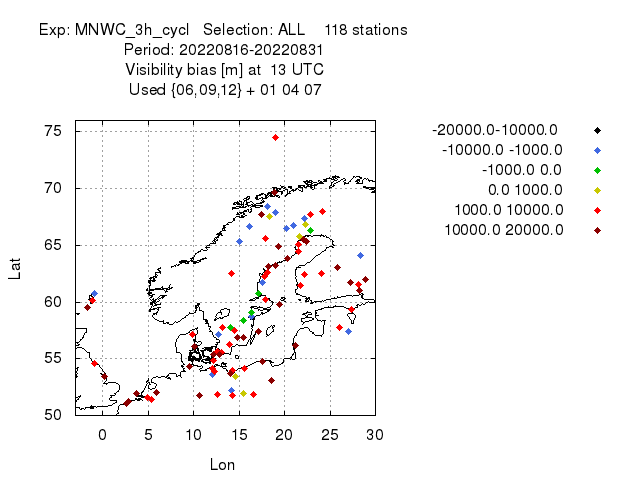 Exp: MNWC_3h_cycl   Selection: ALL    118 stations
Period: 20220816-20220831
Visibility bias [m] at  13 UTC
Used {06,09,12} + 01 04 07
-20000.0-10000.0
-10000.0 -1000.0
-1000.0 0.0
0.0 1000.0
1000.0 10000.0
10000.0 20000.0
75
70
65
60
55
50
Lat
0 5 10 15 20 25 30
Lon